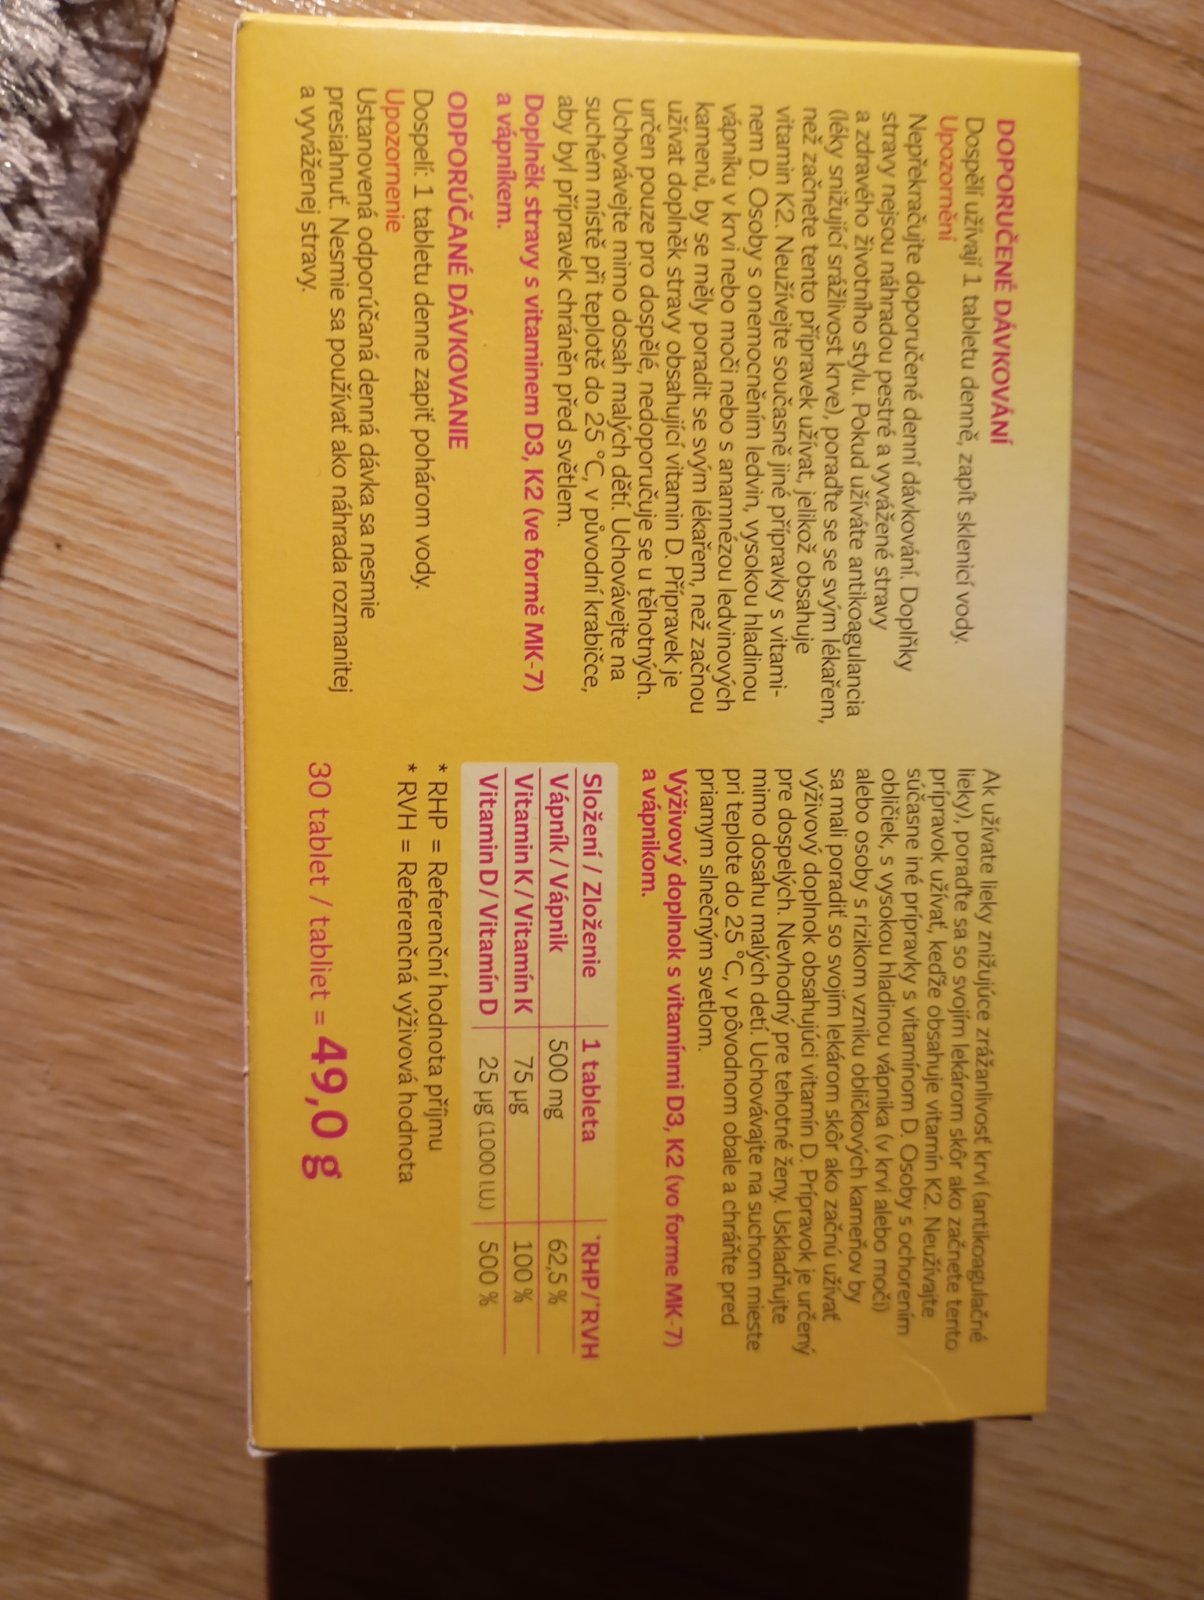 DOPORUČENÉ DÁVKOVÁNÍ
Dospělí užívají 1 tabletu denně, zapít sklenicí vody.
Upozornění
Nepřekračujte doporučené denní dávkování. Doplňky
stravy nejsou náhradou pestré a vyvážené stravy
a zdravého životního stylu. Pokud užíváte antikoagulancia
(léky snižující srážlivost krve), poraďte se se svým lékařem,
než začnete tento přípravek užívat, jelikož obsahuje
vitamin K2. Neužívejte současně jiné přípravky s vitami-
nem D. Osoby s onemocněním ledvin, vysokou hladinou
vápníku v krvi nebo moči nebo s anamnézou ledvinových
kamenů, by se měly poradit se svým lékařem, než začnou
užívat doplněk stravy obsahující vitamin D. Přípravek je
určen pouze pro dospělé, nedoporučuje se u těhotných.
Uchovávejte mimo dosah malých dětí. Uchovávejte na
suchém místě při teplotě do 25 °C, v původní krabičce,
aby byl přípravek chráněn před světlem.
Doplněk stravy s vitaminem D3, K2 (ve formě MK-7)
a vápníkem.
ODPORÚČANÉ DÁVKOVANIE
Dospelí: 1 tabletu denne zapiť pohárom vody.
Upozornenie
Ustanovená odporúčaná denná dávka sa nesmie
presiahnuť. Nesmie sa používať ako náhrada rozmanitej
a vyváženej stravy.
Ak užívate lieky znižujúce zrážanlivosť krvi (antikoagulačné
lieky), poraďte sa so svojím lekárom skôr ako začnete tento
prípravok užívať, keďže obsahuje vitamín K2. Neužívajte
súčasne iné prípravky s vitamínom D. Osoby s ochorením
obličiek, s vysokou hladinou vápnika (v krvi alebo moči)
alebo osoby s rizikom vzniku obličkových kameňov by
sa mali poradiť so svojím lekárom skôr ako začnú užívať
výživový doplnok obsahujúci vitamín D. Prípravok je určený
pre dospelých. Nevhodný pre tehotné ženy. Uskladňujte
mimo dosahu malých detí. Uchovávajte na suchom mieste
pri teplote do 25 °C, v pôvodnom obale a chráňte pred
priamym slnečným svetlom.
Výživový doplnok s vitamínmi D3, K2 (vo forme MK-7)
a vápnikom.
Složení / Zloženie 1 tableta *RHP/*RVH
Vápník / Vápnik 500 mg 62,5 %
Vitamin K / Vitamín K 75 µg 100 %
Vitamin D / Vitamín D 25 µg (1000 I.U.) 500 %
* RHP = Referenční hodnota příjmu
* RVH = Referenčná výživová hodnota
30 tablet / tabliet = 49,0 g